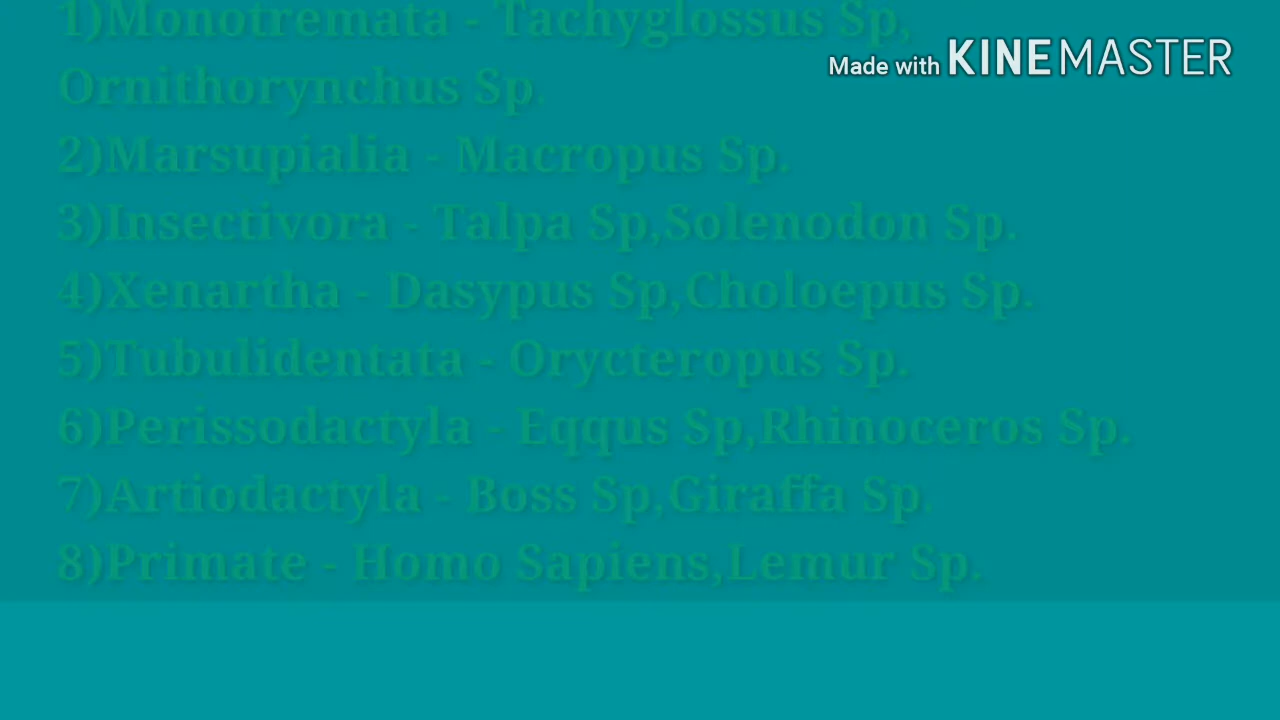 1)Monotremata - Tachyglossus Sp,
Made with KINEMASTER
Ornithorynchus Sp.
2)Marsupialia - Macropus Sp.
3)Insectivora - Talpa Sp,Solenodon Sp.
4)Xenartha - Dasypus Sp,Choloepus Sp.
5)Tubulidentata - Orycteropus Sp.
6)Perissodactyla - Eqqus Sp,Rhinoceros Sp.
7)Artiodactyla - Boss Sp,Giraffa Sp.
8)Primate - Homo Sapiens,Lemur Sp.